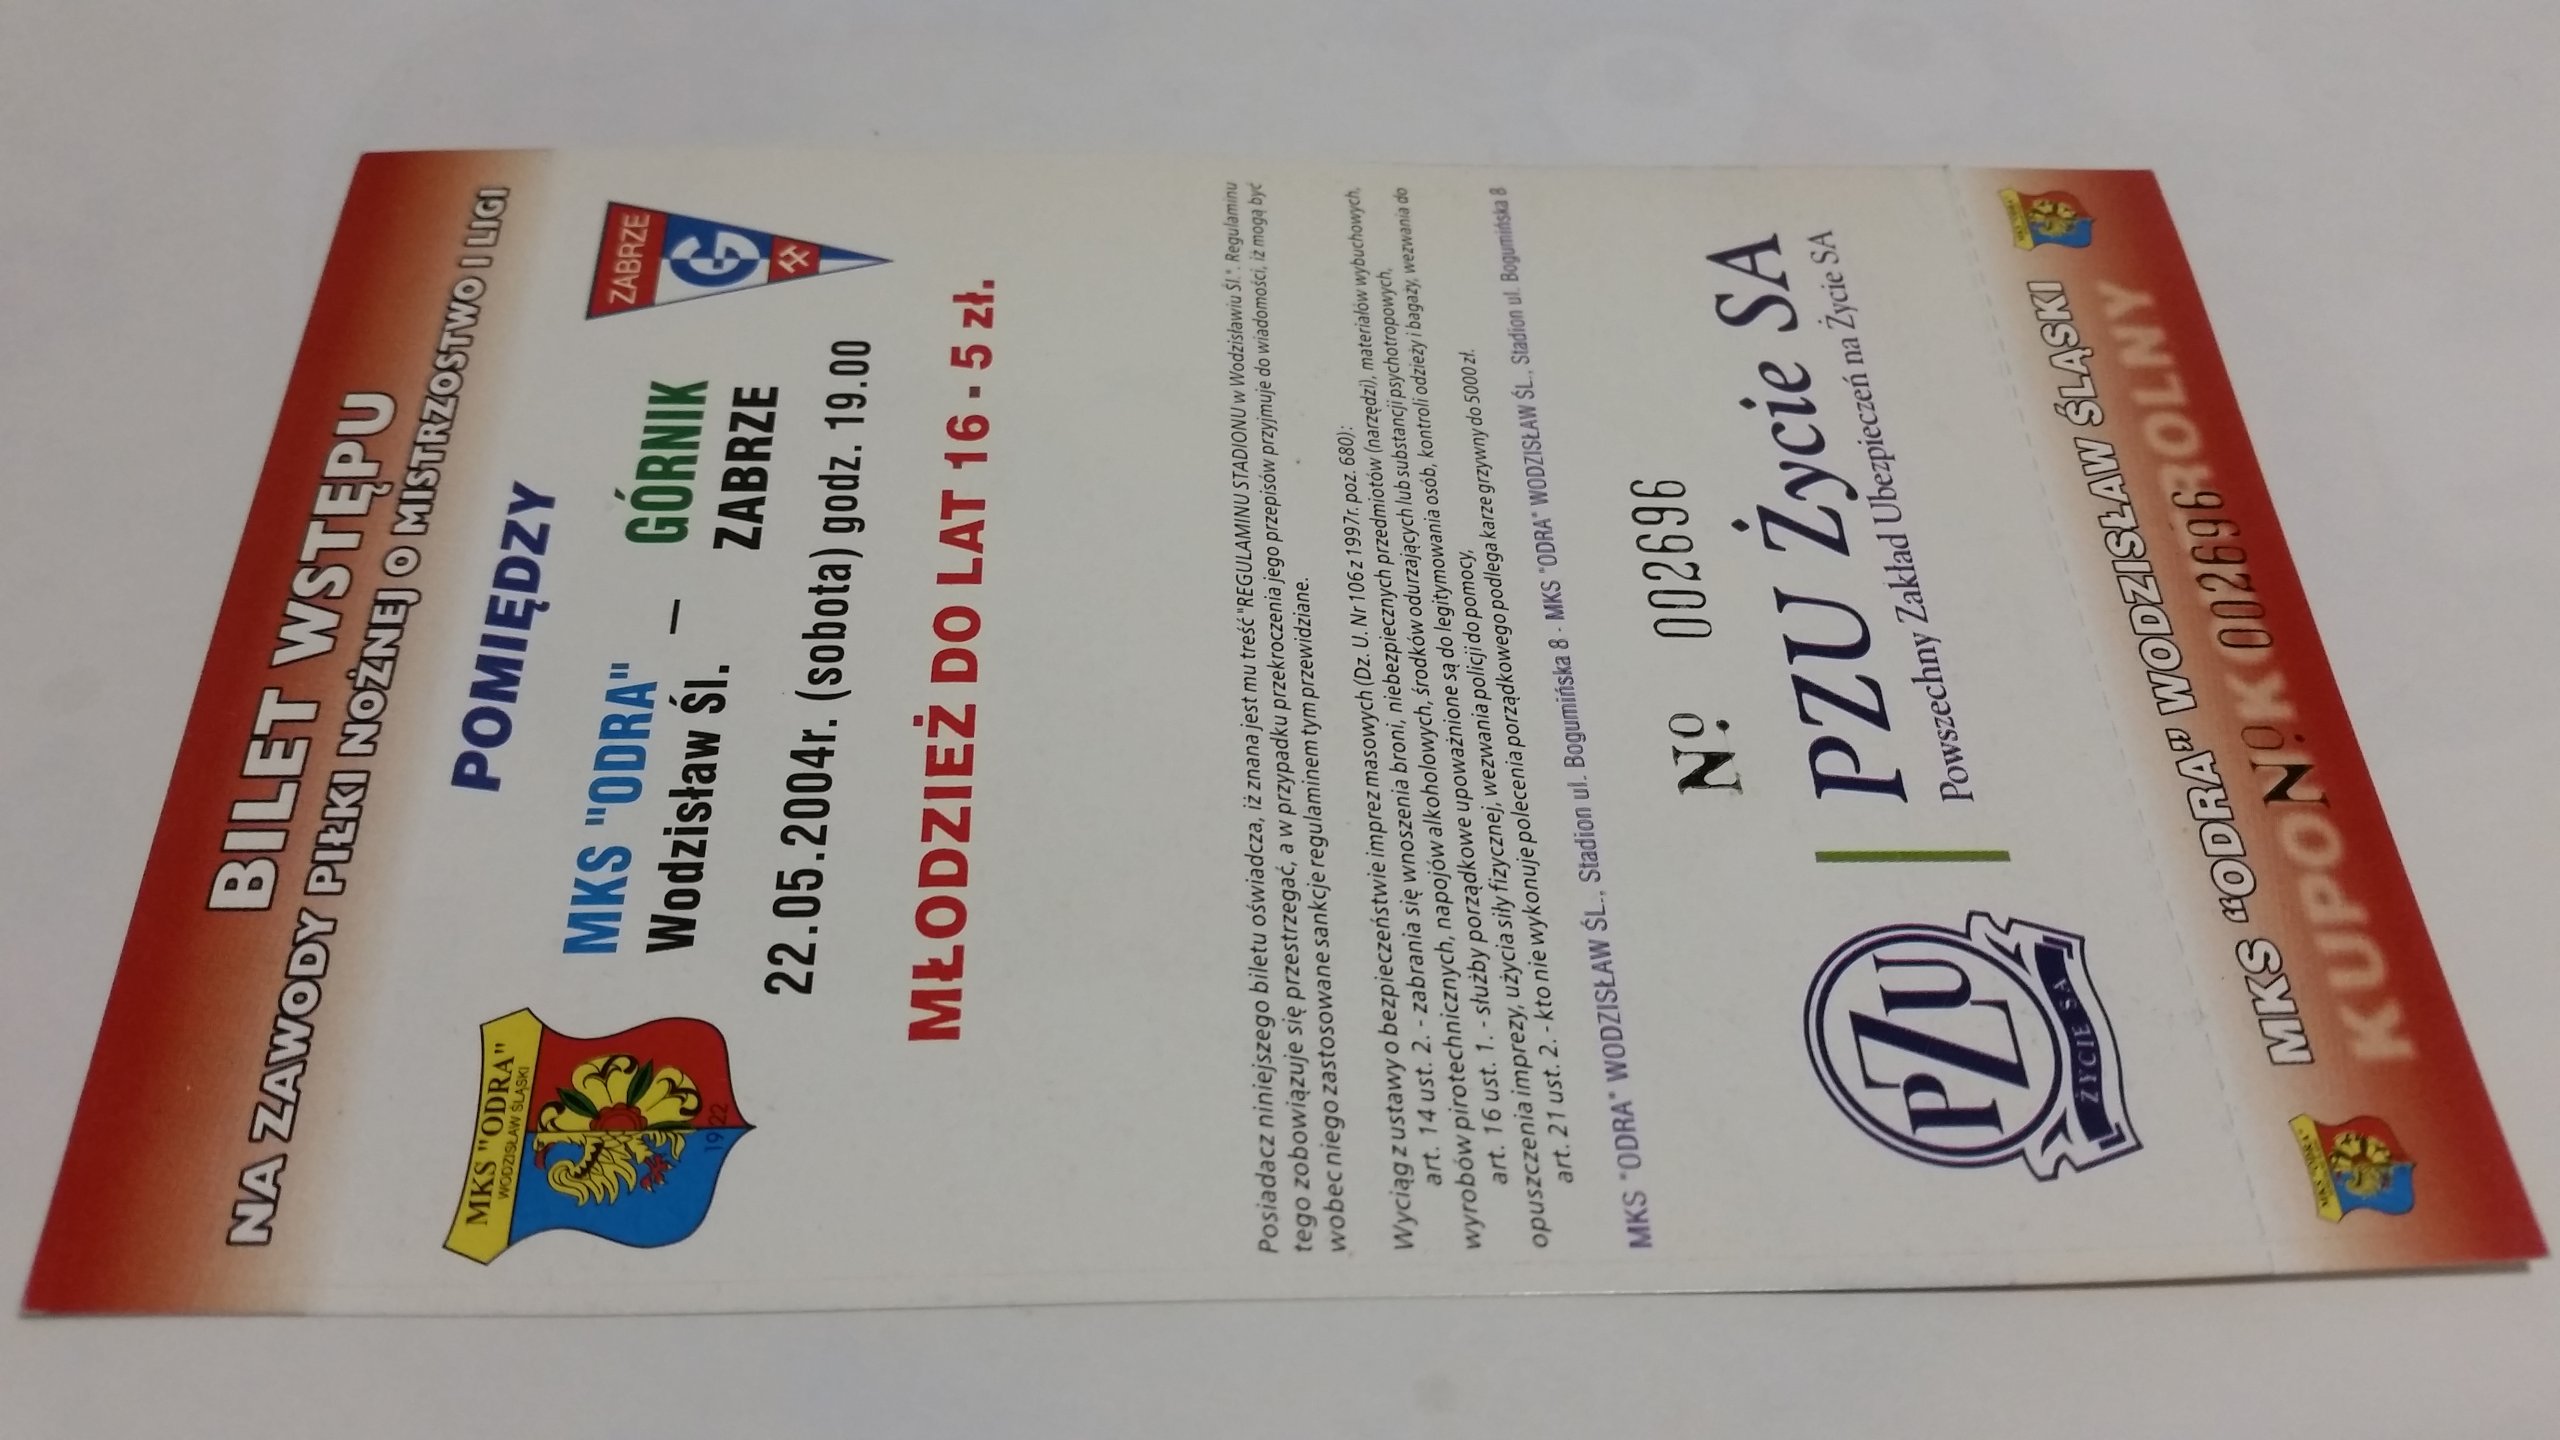 BILET WSTĘPU
NA ZAWODY PIŁKI NOŻNEJ O MISTRZOSTWO I LIGI
POMIĘDZY
MKS "ODRA" WODZISŁAW ŚLĄSKI 1922
MKS "ODRA" – GÓRNIK
Wodzisław Śl. ZABRZE
ZABRZE G
22.05.2004r. (sobota) godz. 19.00
MŁODZIEŻ DO LAT 16 - 5 zł.
Posiadacz niniejszego biletu oświadcza, iż znana jest mu treść "REGULAMINU STADIONU w Wodzisławiu Śl.". Regulaminu
tego zobowiązuje się przestrzegać, a w przypadku przekroczenia jego przepisów przyjmuje do wiadomości, iż mogą być
wobec niego zastosowane sankcje regulaminem tym przewidziane.
Wyciąg z ustawy o bezpieczeństwie imprez masowych (Dz. U. Nr 106 z 1997r. poz. 680):
art. 14 ust. 2. - zabrania się wnoszenia broni, niebezpiecznych przedmiotów (narzędzi), materiałów wybuchowych,
wyrobów pirotechnicznych, napojów alkoholowych, środków odurzających lub substancji psychotropowych,
art. 16 ust. 1. - służby porządkowe upoważnione są do legitymowania osób, kontroli odzieży i bagaży, wezwania do
opuszczenia imprezy, użycia siły fizycznej, wezwania policji do pomocy,
art. 21 ust. 2. - kto nie wykonuje polecenia porządkowego podlega karze grzywny do 5000 zł.
MKS "ODRA" WODZISŁAW ŚL., Stadion ul. Bogumińska 8 - MKS "ODRA" WODZISŁAW ŚL., Stadion ul. Bogumińska 8
No. 002696
PZU ŻYCIE SA
PZU Życie SA
Powszechny Zakład Ubezpieczeń na Życie SA
MKS "ODRA" WODZISŁAW ŚLĄSKI
KUPON KONTROLNY
No. 002696